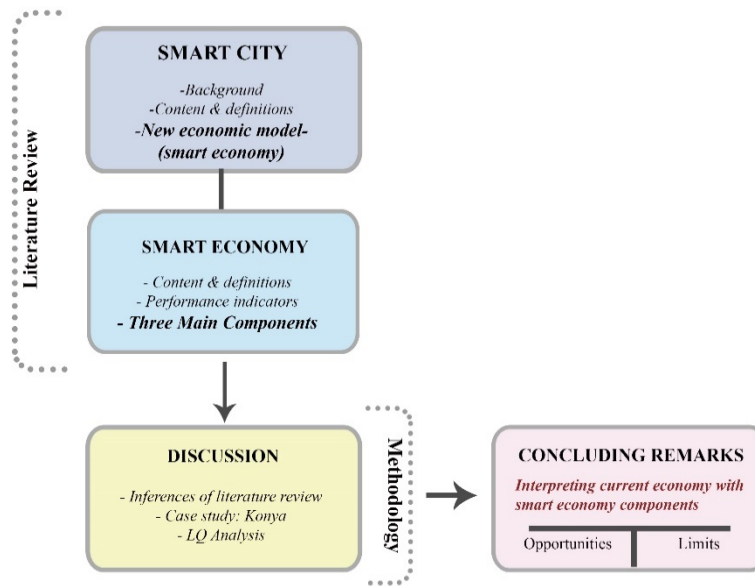 Literature Review
SMART CITY
-Background
-Content & definitions
-New economic model-
(smart economy)
SMART ECONOMY
- Content & definitions
- Performance indicators
- Three Main Components
DISCUSSION
- Inferences of literature review
- Case study: Konya
- LQ Analysis
Methodology
CONCLUDING REMARKS
Interpreting current economy with
smart economy components
Opportunities
Limits